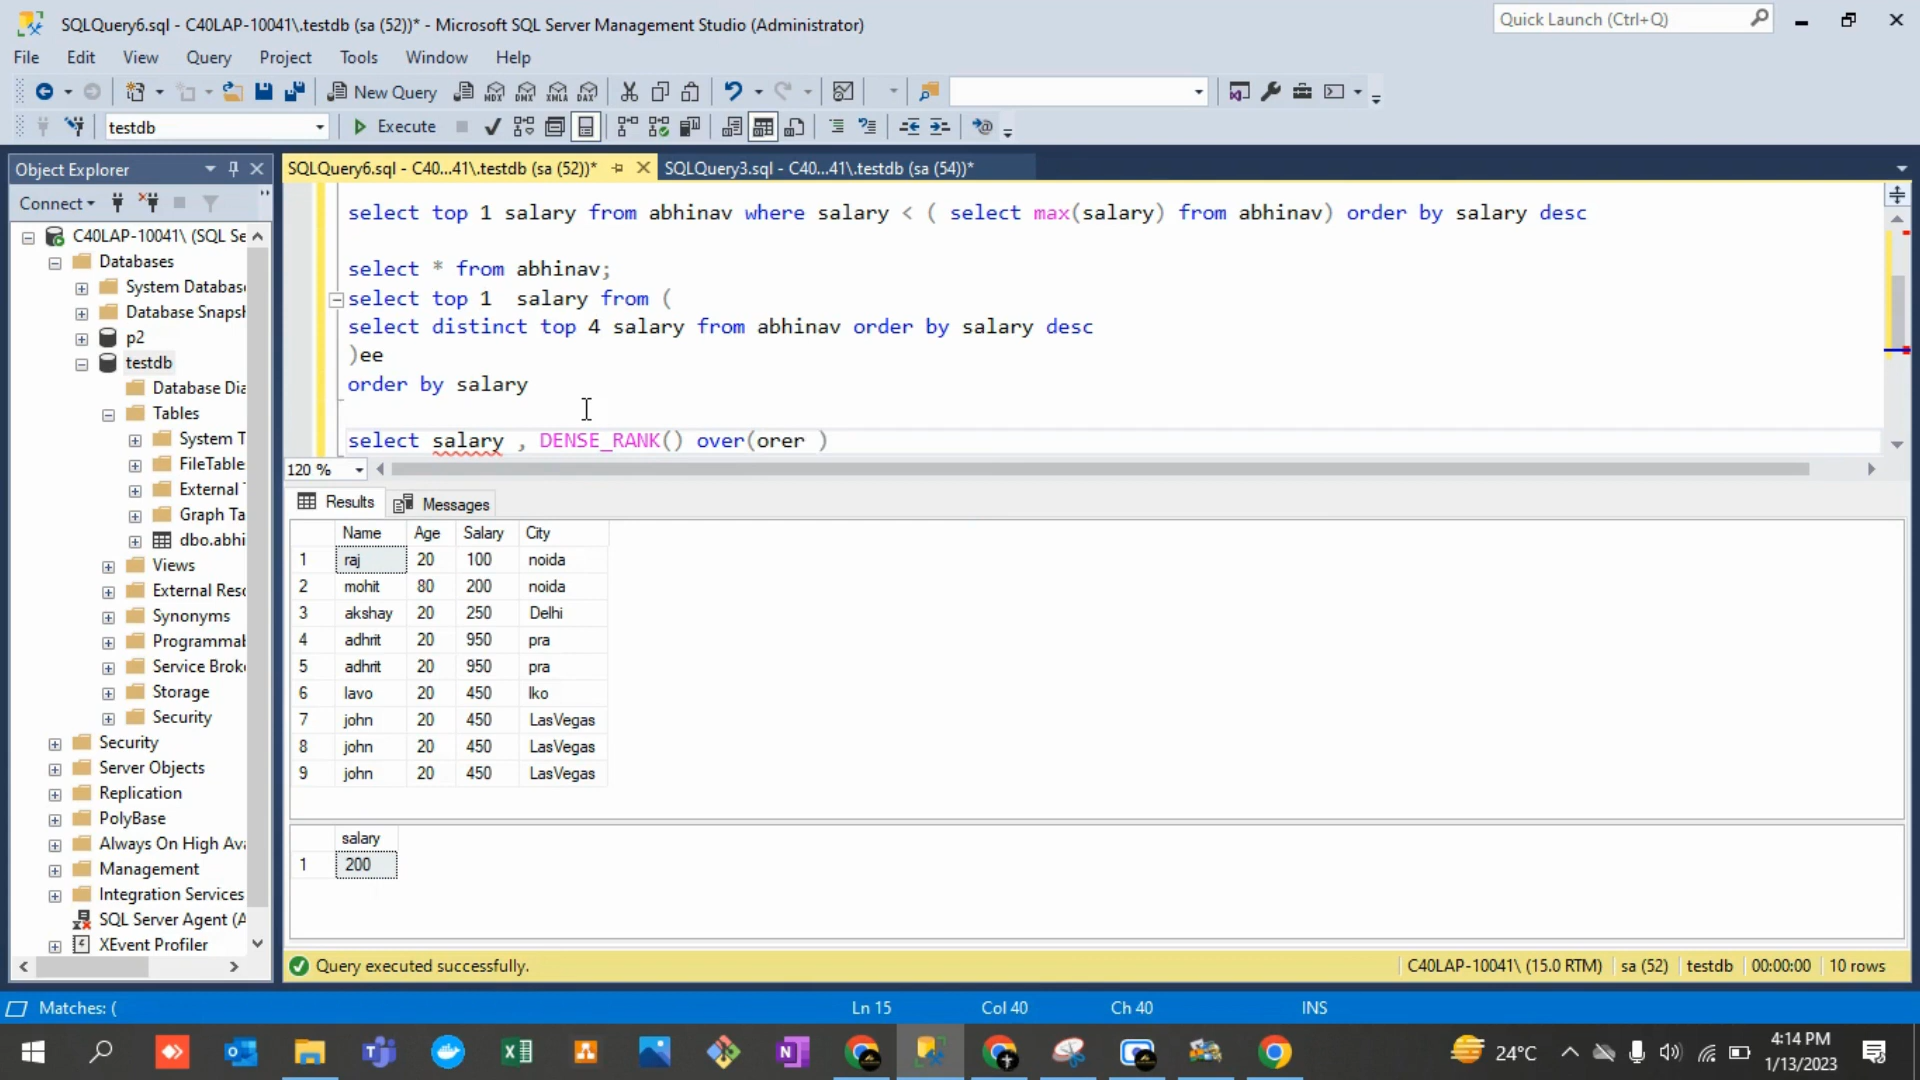 SQLQuery6.sql - C40LAP-10041\.testdb (sa (52))* - Microsoft SQL Server Management Studio (Administrator)
Quick Launch (Ctrl+Q)
File Edit View Query Project Tools Window Help
New Query
testdb
Execute
Object Explorer
SQLQuery6.sql - C40...41\.testdb (sa (52))*
SQLQuery3.sql - C40...41\.testdb (sa (54))*
Connect
C40LAP-10041\ (SQL Se
Databases
System Databas
Database Snapsh
p2
testdb
Database Dia
Tables
System T
FileTable
External T
Graph Ta
dbo.abhi
Views
External Reso
Synonyms
Programmab
Service Broke
Storage
Security
Security
Server Objects
Replication
PolyBase
Always On High Ava
Management
Integration Services
SQL Server Agent (A
XEvent Profiler
select top 1 salary from abhinav where salary < ( select max(salary) from abhinav) order by salary desc
select * from abhinav;
select top 1  salary from (
select distinct top 4 salary from abhinav order by salary desc
)ee
order by salary
select salary , DENSE_RANK() over(orer )
120 %
Results Messages
Name Age Salary City
1 raj 20 100 noida
2 mohit 80 200 noida
3 akshay 20 250 Delhi
4 adhrit 20 950 pra
5 adhrit 20 950 pra
6 lavo 20 450 lko
7 john 20 450 LasVegas
8 john 20 450 LasVegas
9 john 20 450 LasVegas
salary
1 200
Query executed successfully.
C40LAP-10041\ (15.0 RTM) sa (52) testdb 00:00:00 10 rows
Matches: (
Ln 15 Col 40 Ch 40 INS
24°C
4:14 PM
1/13/2023